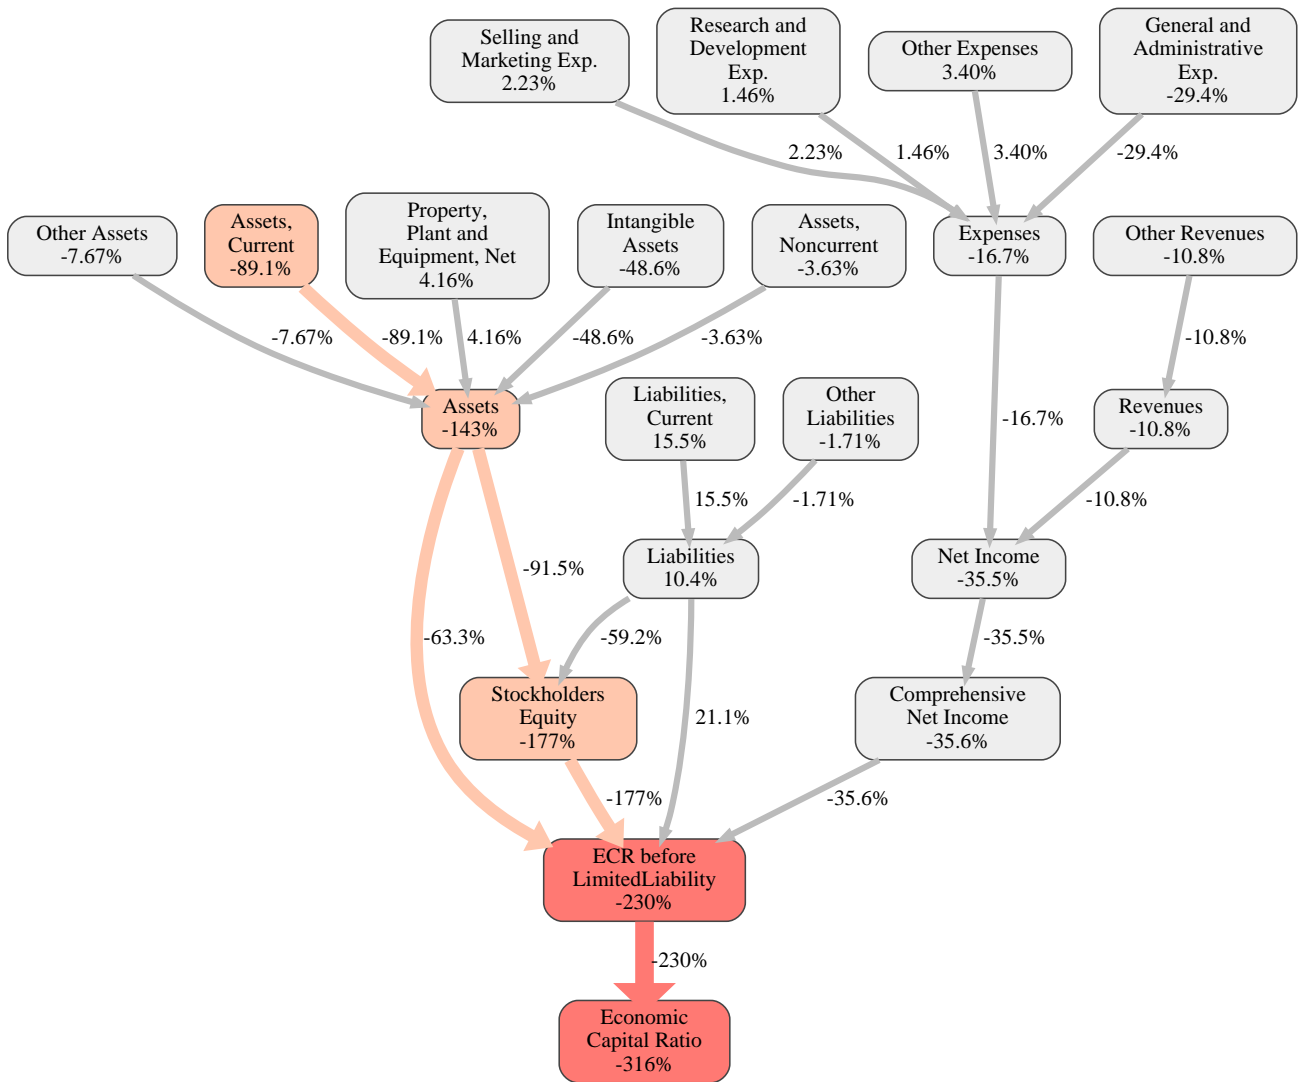 Selling and
Marketing Exp.
2.23%
Research and
Development
Exp.
1.46%
Other Expenses
3.40%
General and
Administrative
Exp.
-29.4%
2.23%
1.46%
3.40%
-29.4%
Other Assets
-7.67%
Assets,
Current
-89.1%
Property,
Plant and
Equipment, Net
4.16%
Intangible
Assets
-48.6%
Assets,
Noncurrent
-3.63%
Expenses
-16.7%
Other Revenues
-10.8%
-7.67%
-89.1%
4.16%
-48.6%
-3.63%
-10.8%
Assets
-143%
Liabilities,
Current
15.5%
Other
Liabilities
-1.71%
-16.7%
Revenues
-10.8%
15.5%
-1.71%
-10.8%
-91.5%
Liabilities
10.4%
Net Income
-35.5%
-63.3%
-59.2%
-35.5%
Stockholders
Equity
-177%
21.1%
Comprehensive
Net Income
-35.6%
-177%
-35.6%
ECR before
LimitedLiability
-230%
-230%
Economic
Capital Ratio
-316%